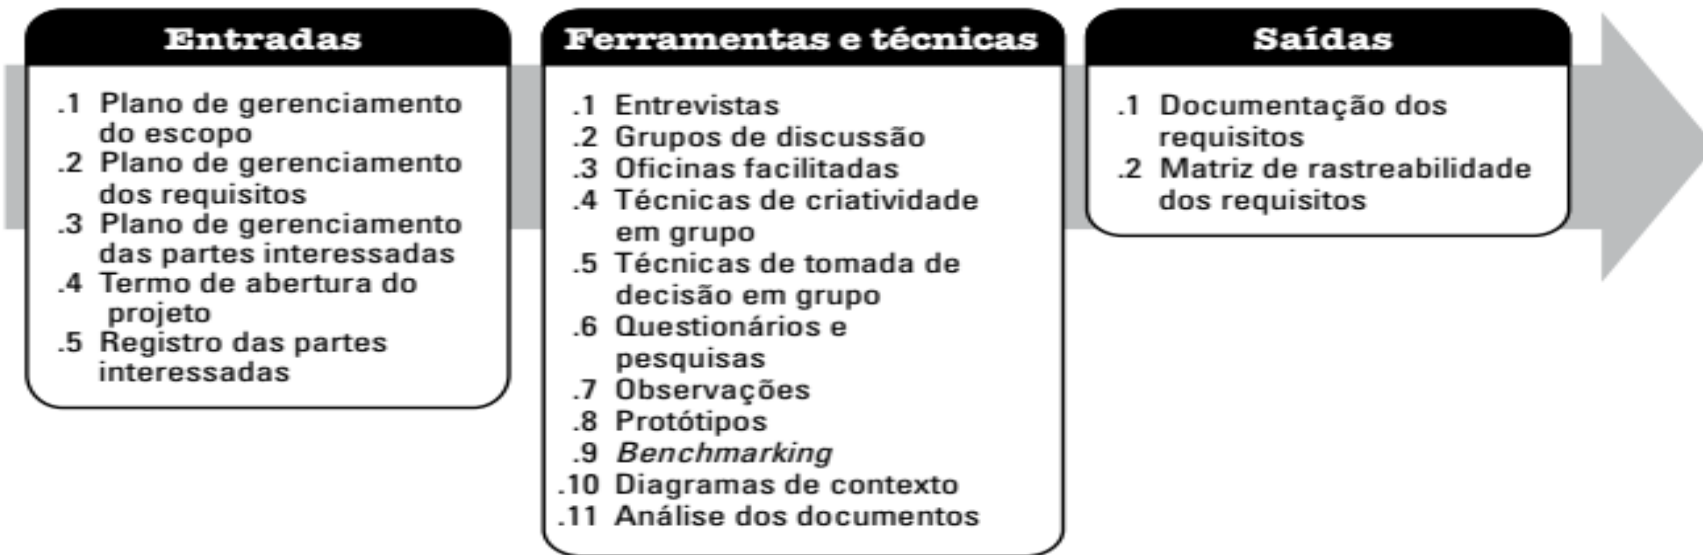 Entradas
.1 Plano de gerenciamento
do escopo
.2 Plano de gerenciamento
dos requisitos
.3 Plano de gerenciamento
das partes interessadas
.4 Termo de abertura do
projeto
.5 Registro das partes
interessadas
Ferramentas e técnicas
.1 Entrevistas
.2 Grupos de discussão
.3 Oficinas facilitadas
.4 Técnicas de criatividade
em grupo
.5 Técnicas de tomada de
decisão em grupo
.6 Questionários e
pesquisas
.7 Observações
.8 Protótipos
.9 Benchmarking
.10 Diagramas de contexto
.11 Análise dos documentos
Saídas
.1 Documentação dos
requisitos
.2 Matriz de rastreabilidade
dos requisitos